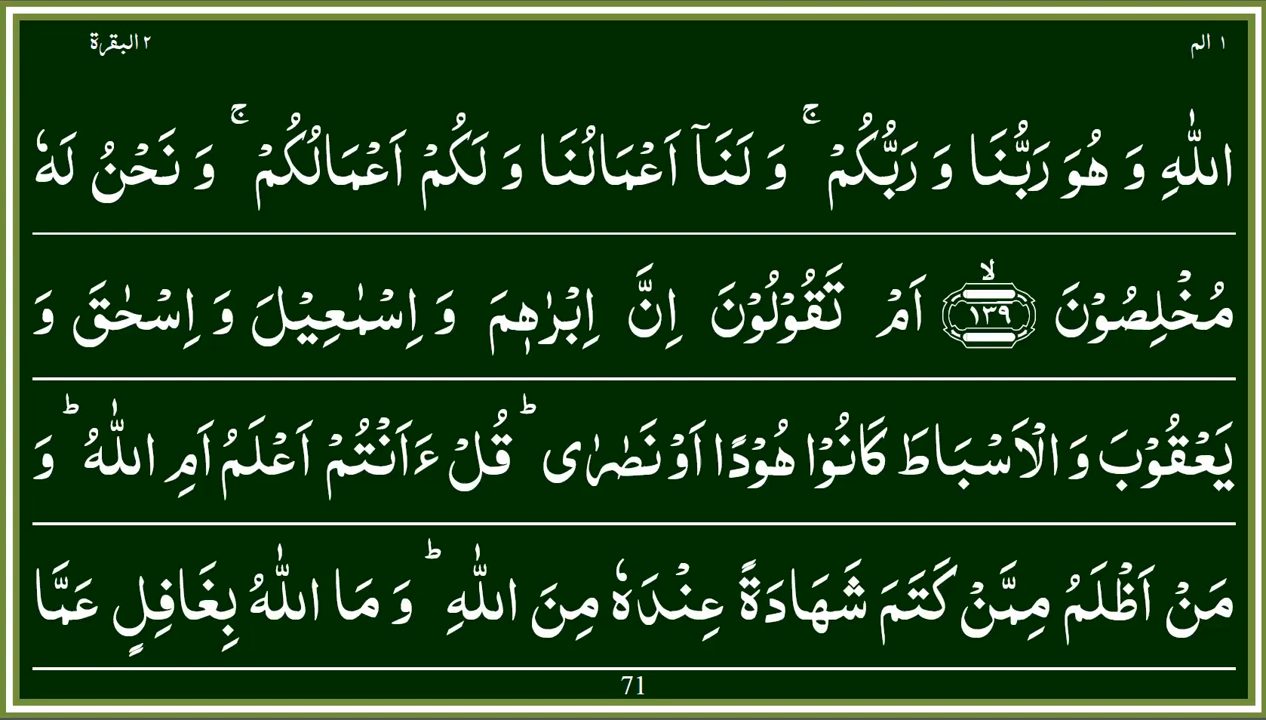 ١ الم
٢ البقرة
اللّٰهِ وَ هُوَ رَبُّنَا وَ رَبُّكُمْ ۚ وَ لَنَاۤ اَعْمَالُنَا وَ لَكُمْ اَعْمَالُكُمْ ۚ وَ نَحْنُ لَهٗ
مُخْلِصُوْنَ ۙ ﴿١٣٩﴾ اَمْ تَقُوْلُوْنَ اِنَّ اِبْرٰهٖمَ وَ اِسْمٰعِيْلَ وَ اِسْحٰقَ وَ
يَعْقُوْبَ وَ الْاَسْبَاطَ كَانُوْا هُوْدًا اَوْ نَصٰرٰى ؕ قُلْ ءَاَنْتُمْ اَعْلَمُ اَمِ اللّٰهُ ؕ وَ
مَنْ اَظْلَمُ مِمَّنْ كَتَمَ شَهَادَةً عِنْدَهٗ مِنَ اللّٰهِ ؕ وَ مَا اللّٰهُ بِغَافِلٍ عَمَّا
71